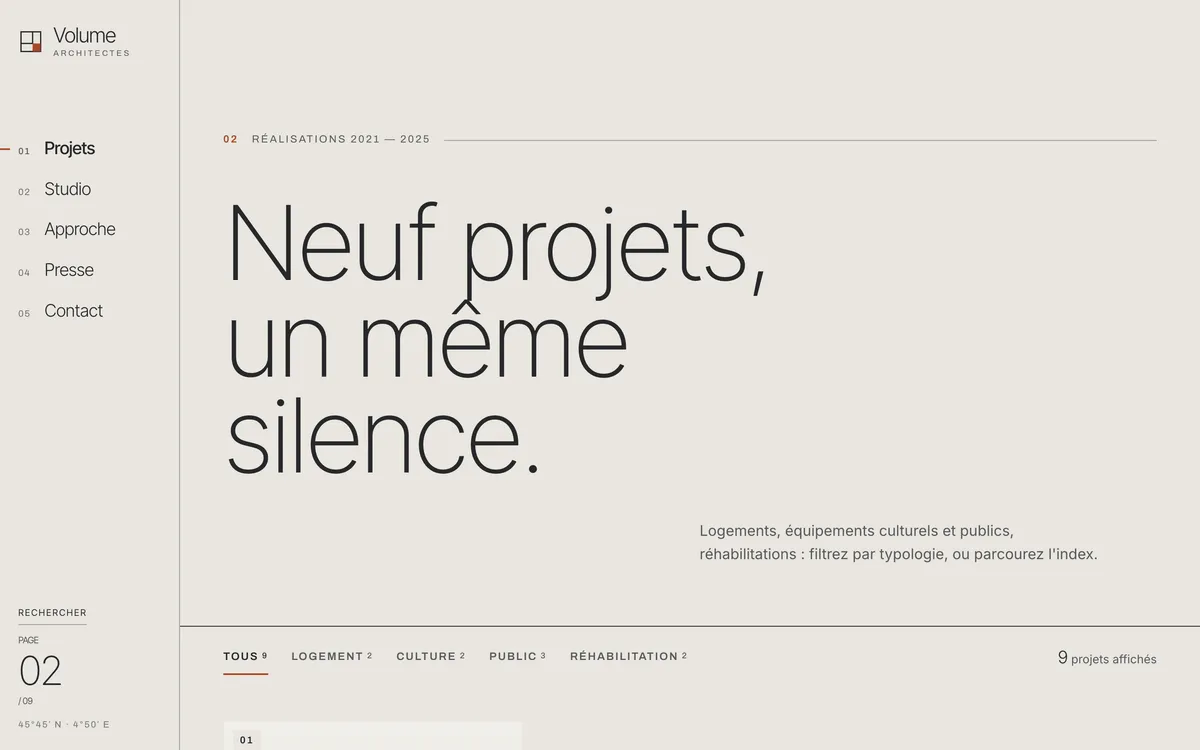 Volume
ARCHITECTES
01 Projets
02 Studio
03 Approche
04 Presse
05 Contact
RECHERCHER
PAGE
02
/ 09
45°45' N · 4°50' E
02 RÉALISATIONS 2021 — 2025
Neuf projets,
un même
silence.
Logements, équipements culturels et publics,
réhabilitations : filtrez par typologie, ou parcourez l'index.
TOUS 9 LOGEMENT 2 CULTURE 2 PUBLIC 3 RÉHABILITATION 2
9 projets affichés
01